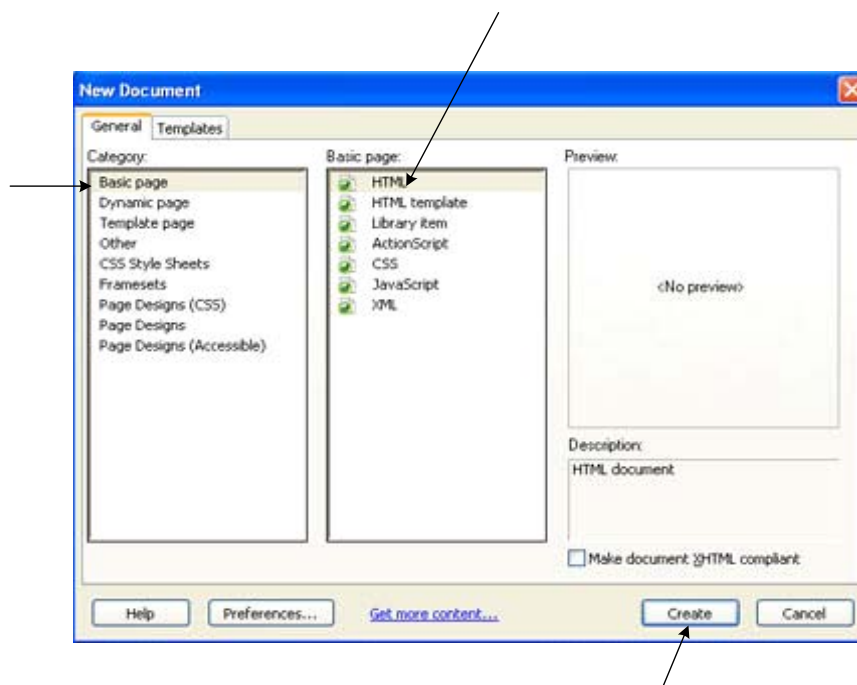 New Document
General Templates
Category:
Basic page
Dynamic page
Template page
Other
CSS Style Sheets
Framesets
Page Designs (CSS)
Page Designs
Page Designs (Accessible)
Basic page:
HTML
HTML template
Library item
ActionScript
CSS
JavaScript
XML
Preview:
<No preview>
Description:
HTML document
Make document XHTML compliant
Help Preferences... Get more content... Create Cancel